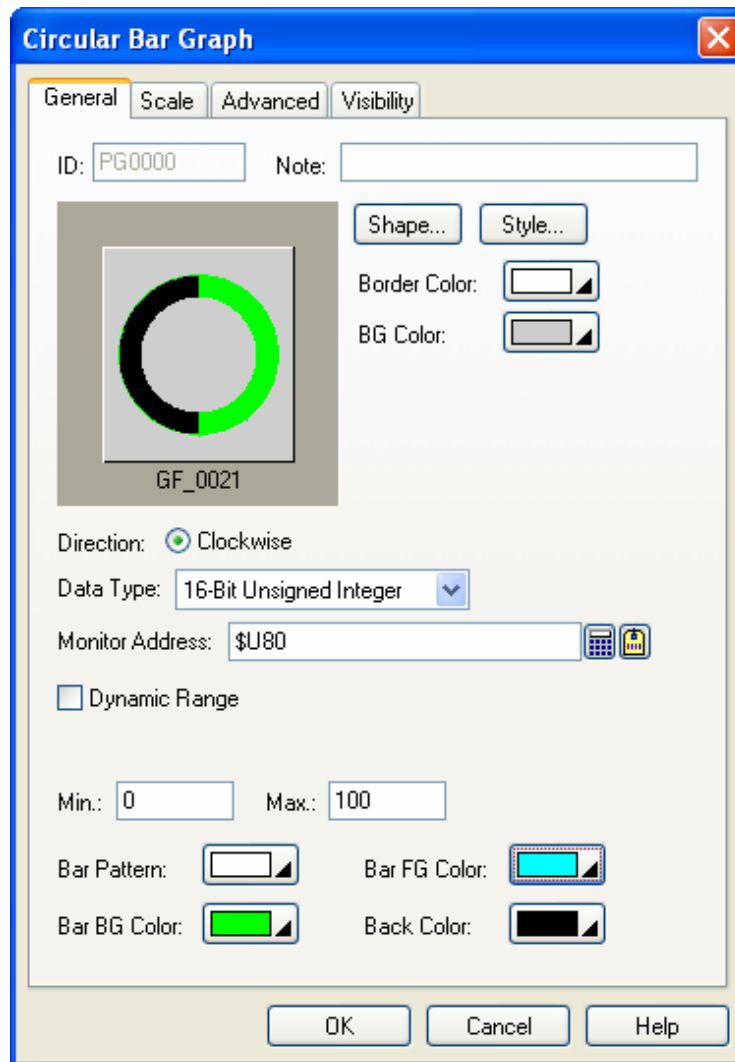 Circular Bar Graph
General Scale Advanced Visibility
ID: PG0000 Note:
Shape... Style...
Border Color:
BG Color:
GF_0021
Direction: Clockwise
Data Type: 16-Bit Unsigned Integer
Monitor Address: $U80
Dynamic Range
Min.: 0 Max.: 100
Bar Pattern: Bar FG Color:
Bar BG Color: Back Color:
OK Cancel Help